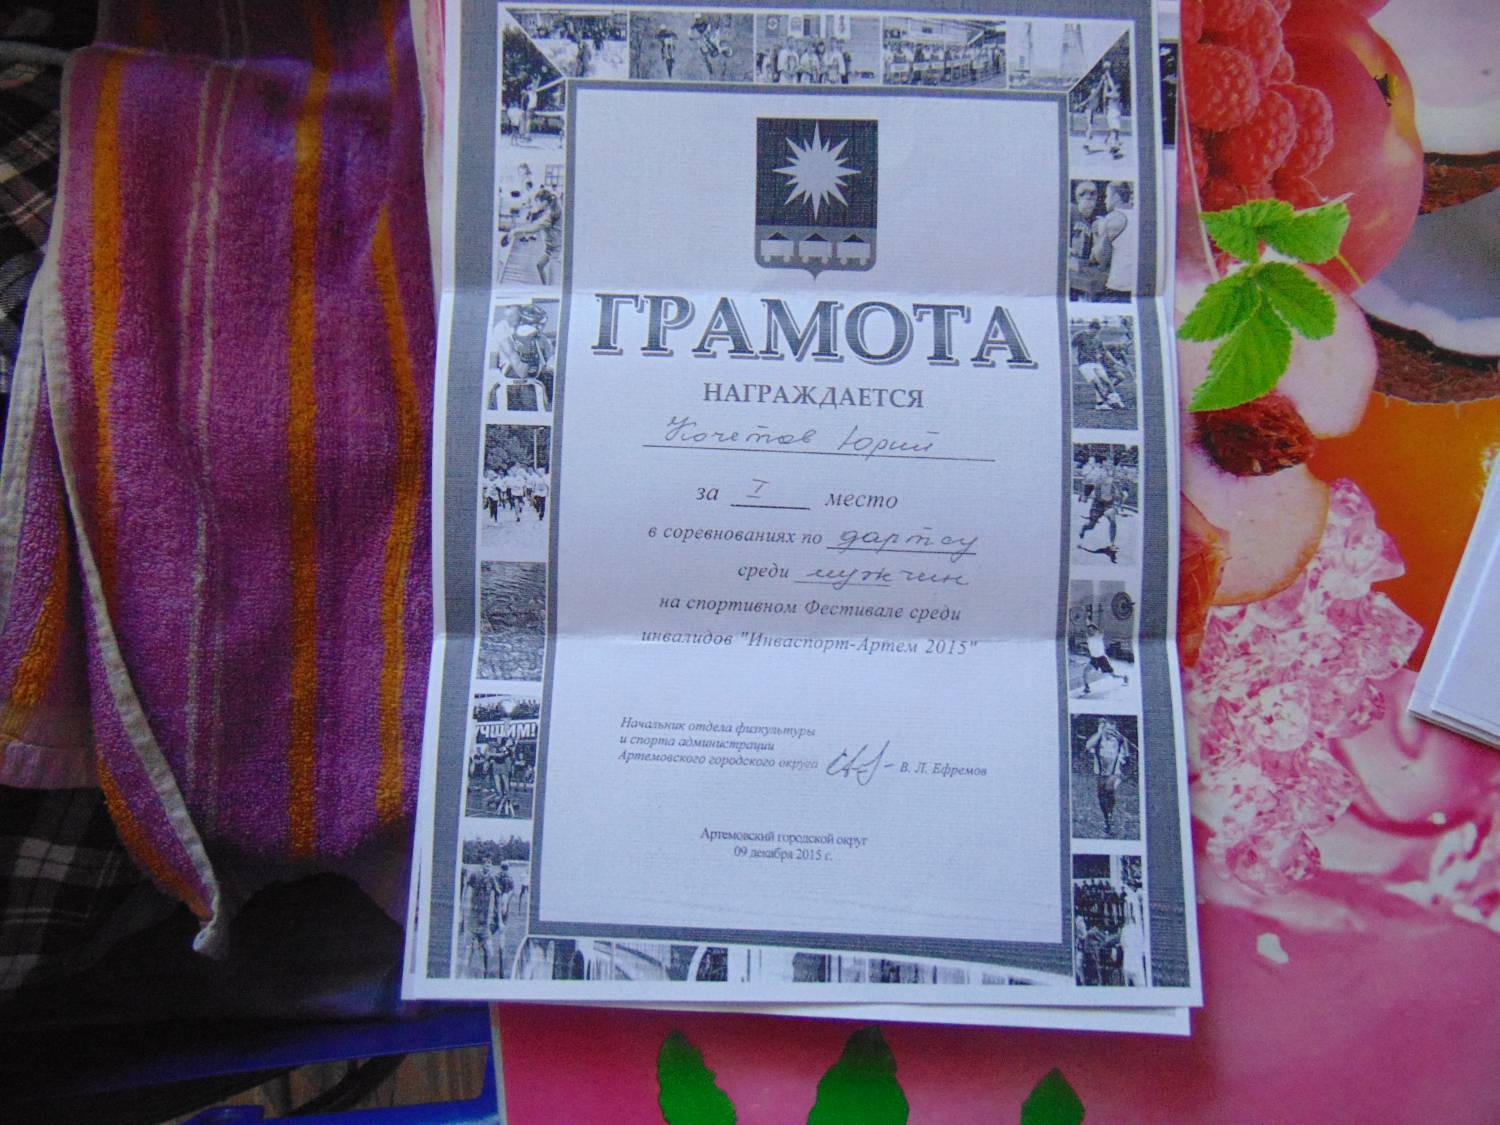 ГРАМОТА
НАГРАЖДАЕТСЯ
Кочетов Юрий
за I место
в соревнованиях по дартсу
среди мужчин
на спортивном Фестивале среди
инвалидов "Инваспорт-Артем 2015"
Начальник отдела физкультуры
и спорта администрации
Артемовского городского округа
В. Л. Ефремов
Артемовский городской округ
09 декабря 2015 г.